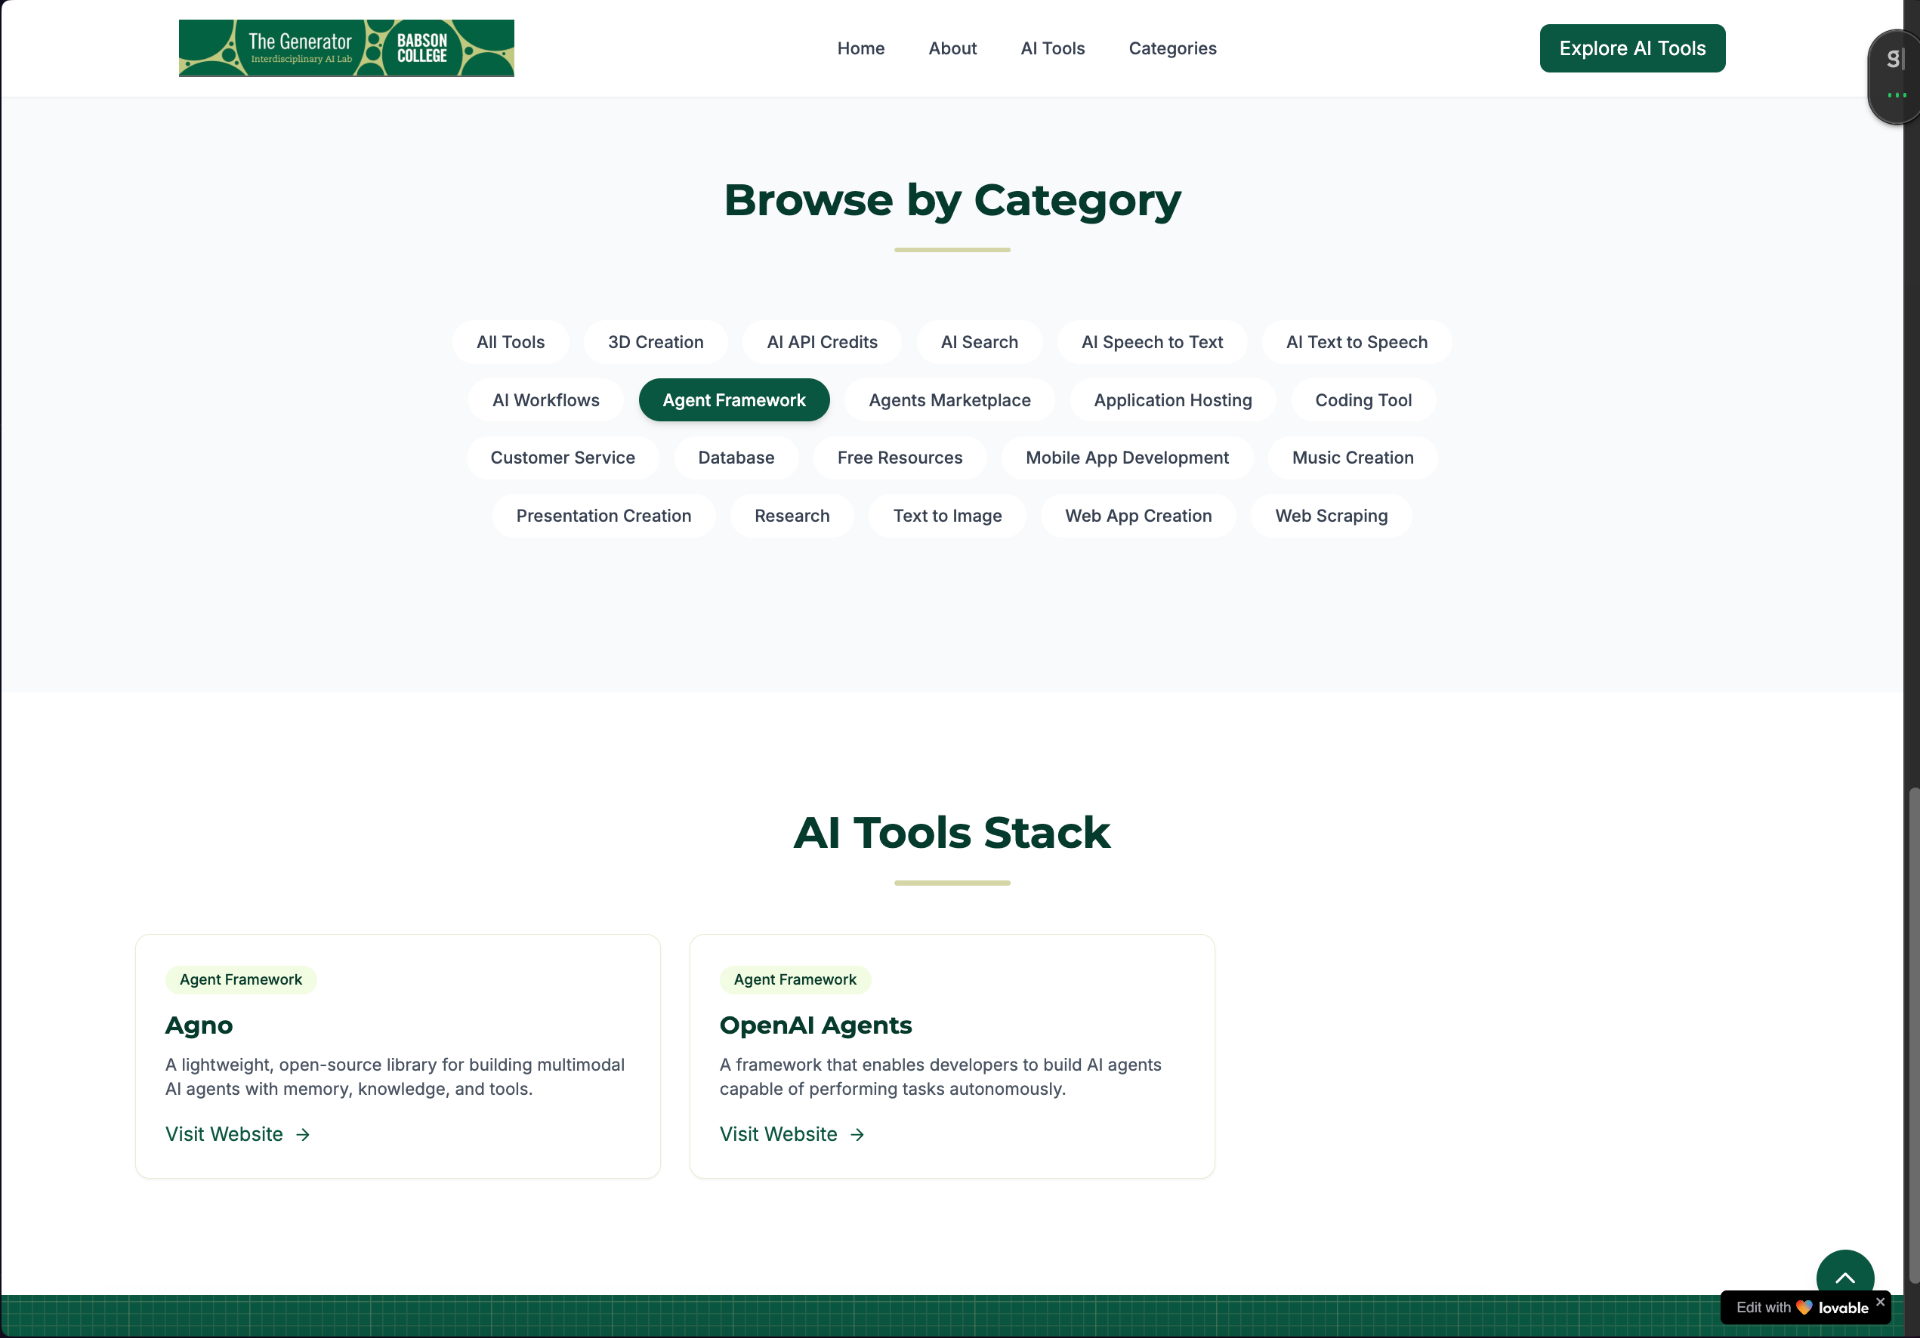 The Generator
Interdisciplinary AI Lab
BABSON
COLLEGE
Home About AI Tools Categories
Explore AI Tools
g
Browse by Category
All Tools 3D Creation AI API Credits AI Search AI Speech to Text AI Text to Speech
AI Workflows Agent Framework Agents Marketplace Application Hosting Coding Tool
Customer Service Database Free Resources Mobile App Development Music Creation
Presentation Creation Research Text to Image Web App Creation Web Scraping
AI Tools Stack
Agent Framework
Agno
A lightweight, open-source library for building multimodal
AI agents with memory, knowledge, and tools.
Visit Website →
Agent Framework
OpenAI Agents
A framework that enables developers to build AI agents
capable of performing tasks autonomously.
Visit Website →
Edit with lovable